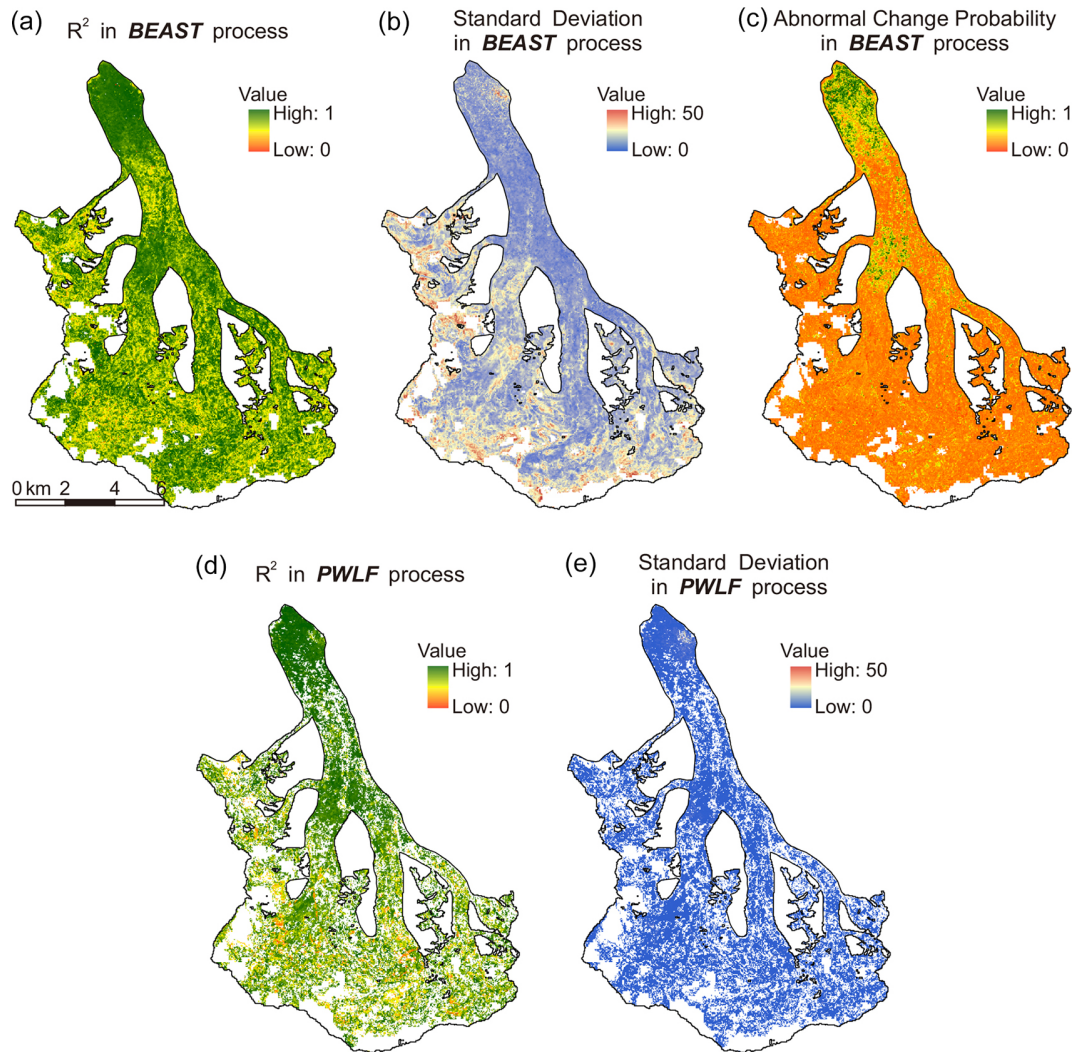 (a)
R² in BEAST process
Value
High: 1
Low: 0
0 km 2 4 6
(b)
Standard Deviation
in BEAST process
Value
High: 50
Low: 0
(c)
Abnormal Change Probability
in BEAST process
Value
High: 1
Low: 0
(d)
R² in PWLF process
Value
High: 1
Low: 0
(e)
Standard Deviation
in PWLF process
Value
High: 50
Low: 0